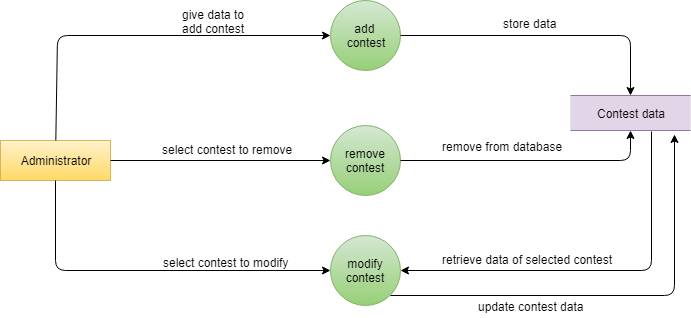 give data to
add contest
add
contest
store data
Contest data
Administrator
select contest to remove
remove
contest
remove from database
select contest to modify
modify
contest
retrieve data of selected contest
update contest data